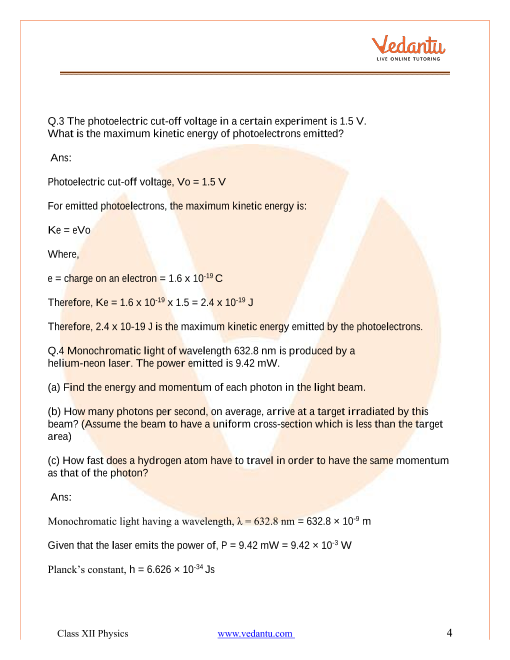 Vedantu
LIVE ONLINE TUTORING
Q.3 The photoelectric cut-off voltage in a certain experiment is 1.5 V.
What is the maximum kinetic energy of photoelectrons emitted?
Ans:
Photoelectric cut-off voltage, Vo = 1.5 V
For emitted photoelectrons, the maximum kinetic energy is:
Ke = eVo
Where,
e = charge on an electron = 1.6 x 10⁻¹⁹ C
Therefore, Ke = 1.6 x 10⁻¹⁹ x 1.5 = 2.4 x 10⁻¹⁹ J
Therefore, 2.4 x 10-19 J is the maximum kinetic energy emitted by the photoelectrons.
Q.4 Monochromatic light of wavelength 632.8 nm is produced by a
helium-neon laser. The power emitted is 9.42 mW.
(a) Find the energy and momentum of each photon in the light beam.
(b) How many photons per second, on average, arrive at a target irradiated by this
beam? (Assume the beam to have a uniform cross-section which is less than the target
area)
(c) How fast does a hydrogen atom have to travel in order to have the same momentum
as that of the photon?
Ans:
Monochromatic light having a wavelength, λ = 632.8 nm = 632.8 × 10⁻⁹ m
Given that the laser emits the power of, P = 9.42 mW = 9.42 × 10⁻³ W
Planck's constant, h = 6.626 × 10⁻³⁴ Js
Class XII Physics www.vedantu.com 4